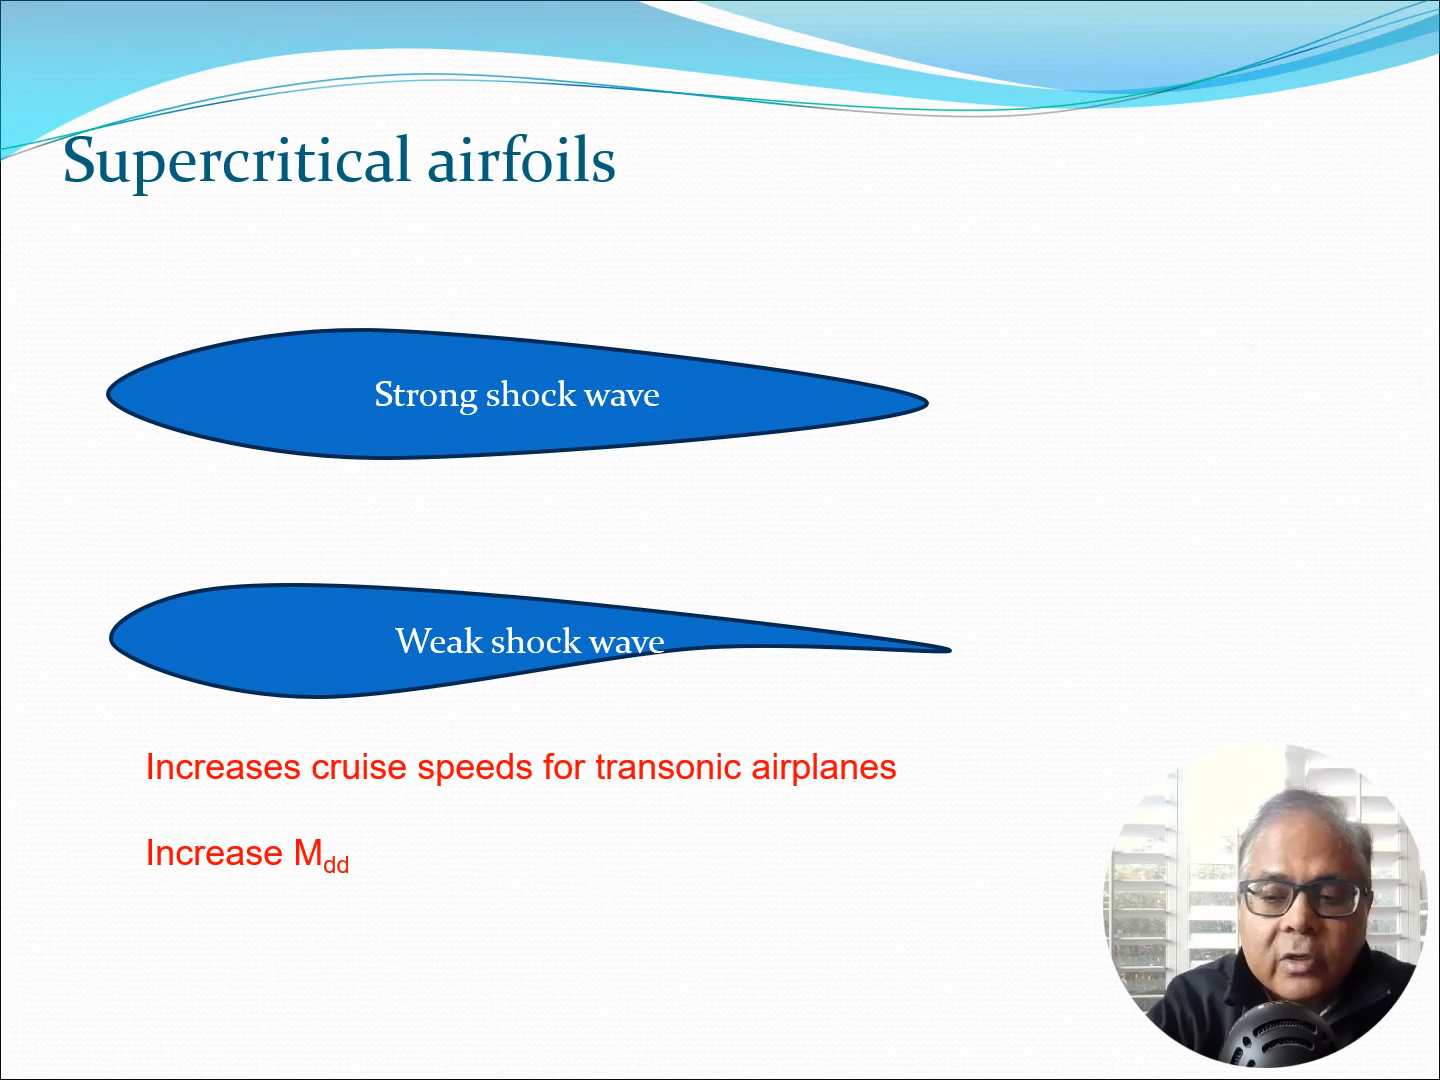 Supercritical airfoils
Strong shock wave
Weak shock wave
Increases cruise speeds for transonic airplanes
Increase Mdd